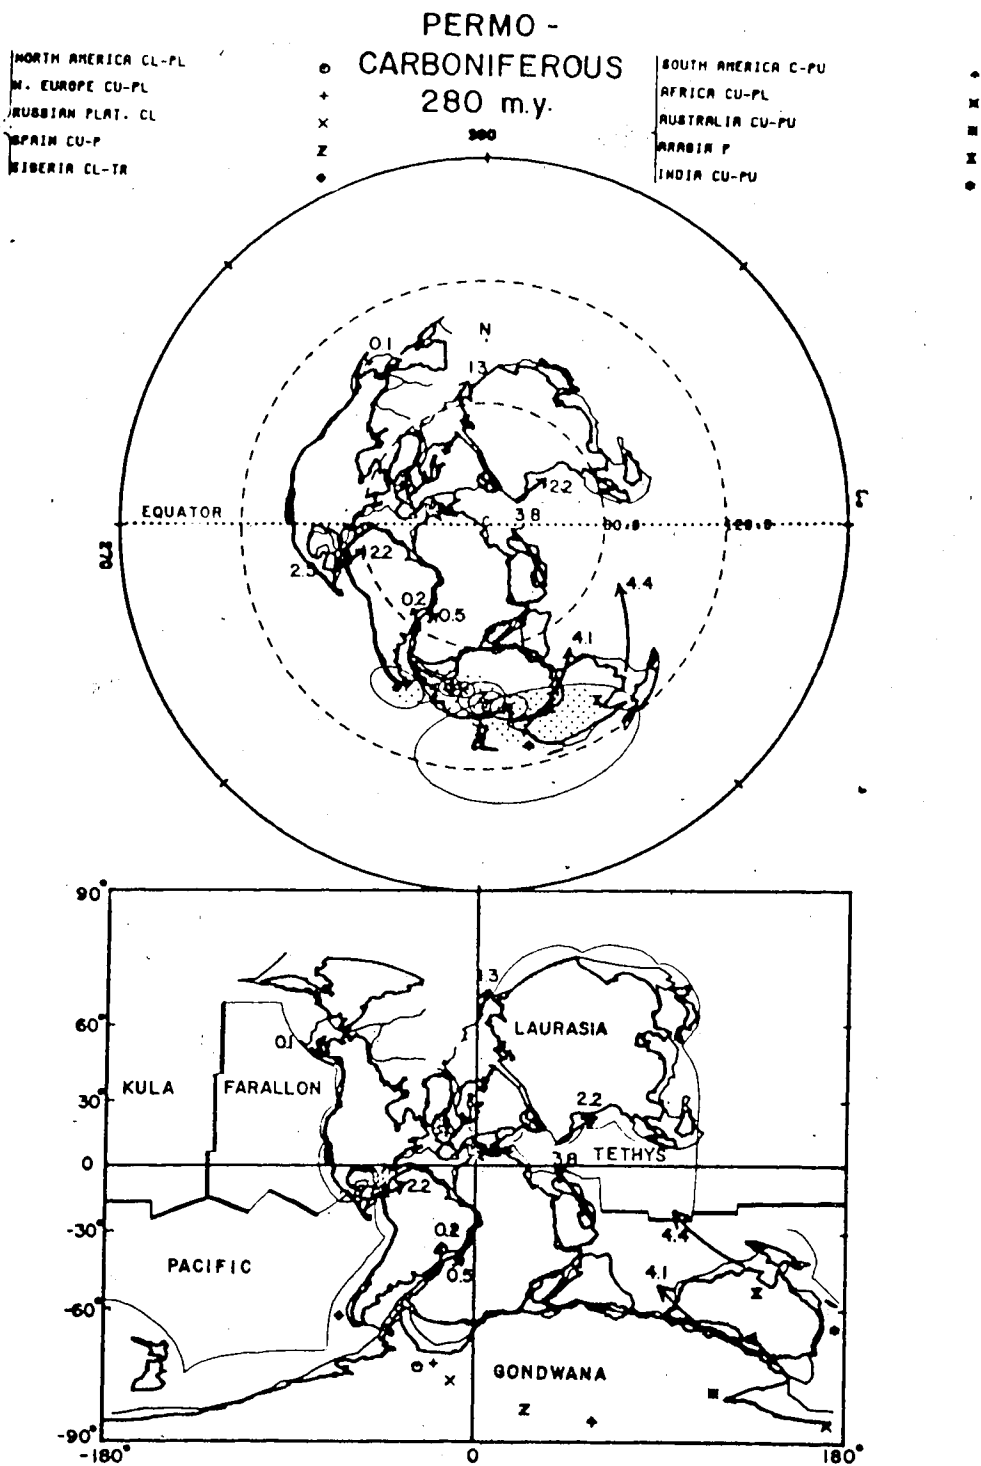 PERMO -
CARBONIFEROUS
280 m.y.
NORTH AMERICA CL-PL
N. EUROPE CU-PL
RUSSIAN PLAT. CL
SPAIN CU-P
SIBERIA CL-TR
SOUTH AMERICA C-PU
AFRICA CU-PL
AUSTRALIA CU-PU
ARABIA P
INDIA CU-PU
360
N
0.1
1.3
2.2
3.8
EQUATOR
270
2.2
0.2
0.5
4.4
4.1
90°
1.3
60°
LAURASIA
0.1
KULA
FARALLON
30
2.2
0
3.8
TETHYS
2.2
-30°
0.2
4.4
PACIFIC
0.5
4.1
-60°
GONDWANA
-90°
-180°
0
180°